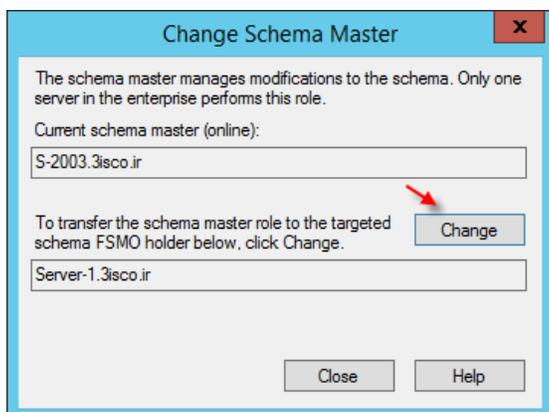 Change Schema Master
x
The schema master manages modifications to the schema. Only one
server in the enterprise performs this role.
Current schema master (online):
S-2003.3isco.ir
To transfer the schema master role to the targeted
schema FSMO holder below, click Change.
Change
Server-1.3isco.ir
Close
Help